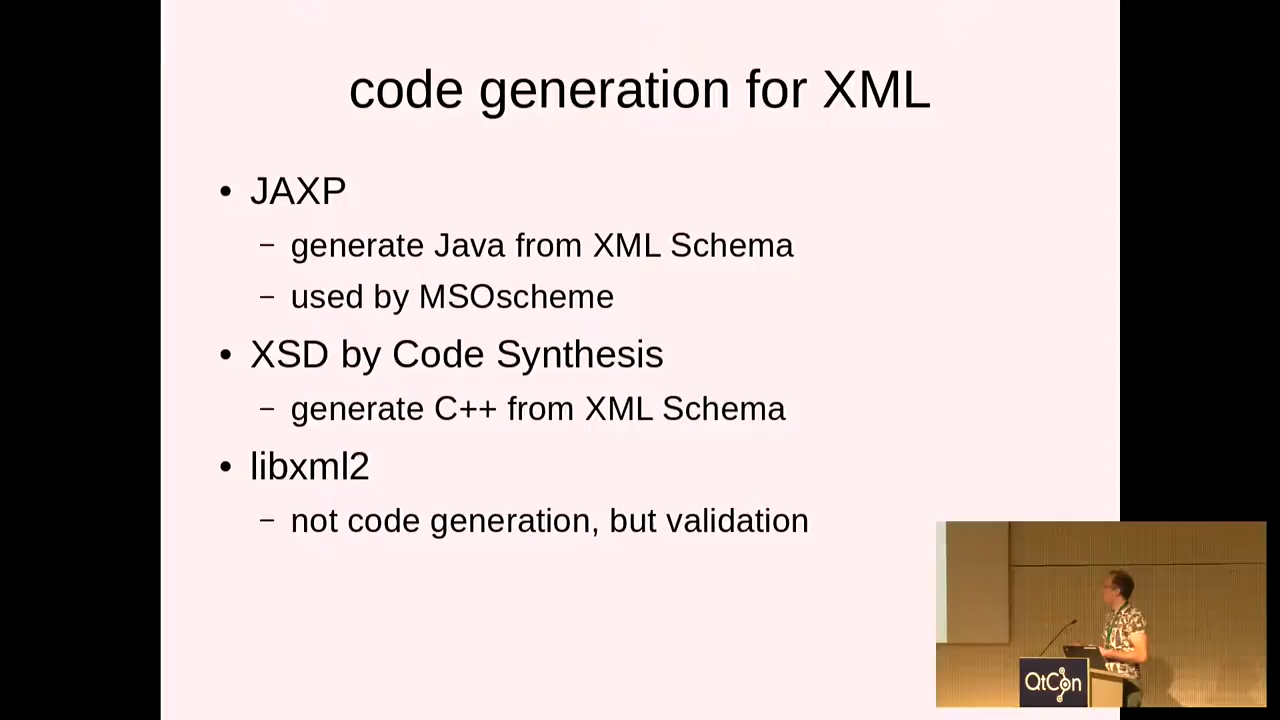 code generation for XML
• JAXP
– generate Java from XML Schema
– used by MSOscheme
• XSD by Code Synthesis
– generate C++ from XML Schema
• libxml2
– not code generation, but validation
QtCon